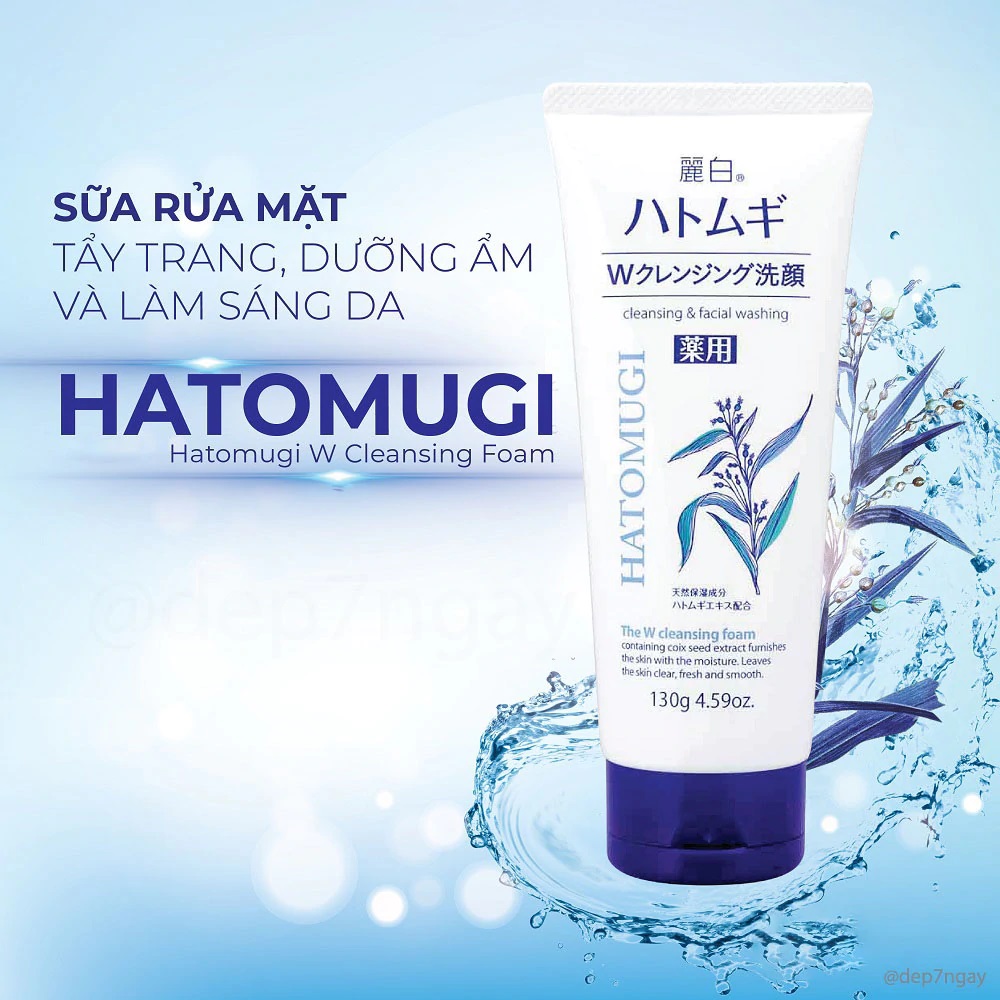 SỮA RỬA MẶT
TẨY TRANG, DƯỠNG ẨM
VÀ LÀM SÁNG DA
HATOMUGI
Hatomugi W Cleansing Foam
麗白®
ハトムギ
Wクレンジング洗顔
cleansing & facial washing
薬用
HATOMUGI
天然保湿成分
ハトムギエキス配合
The W cleansing foam
containing coix seed extract furnishes
the skin with the moisture. Leaves
the skin clear, fresh and smooth.
130g 4.59oz.
@dep7ngay
@dep7ngay